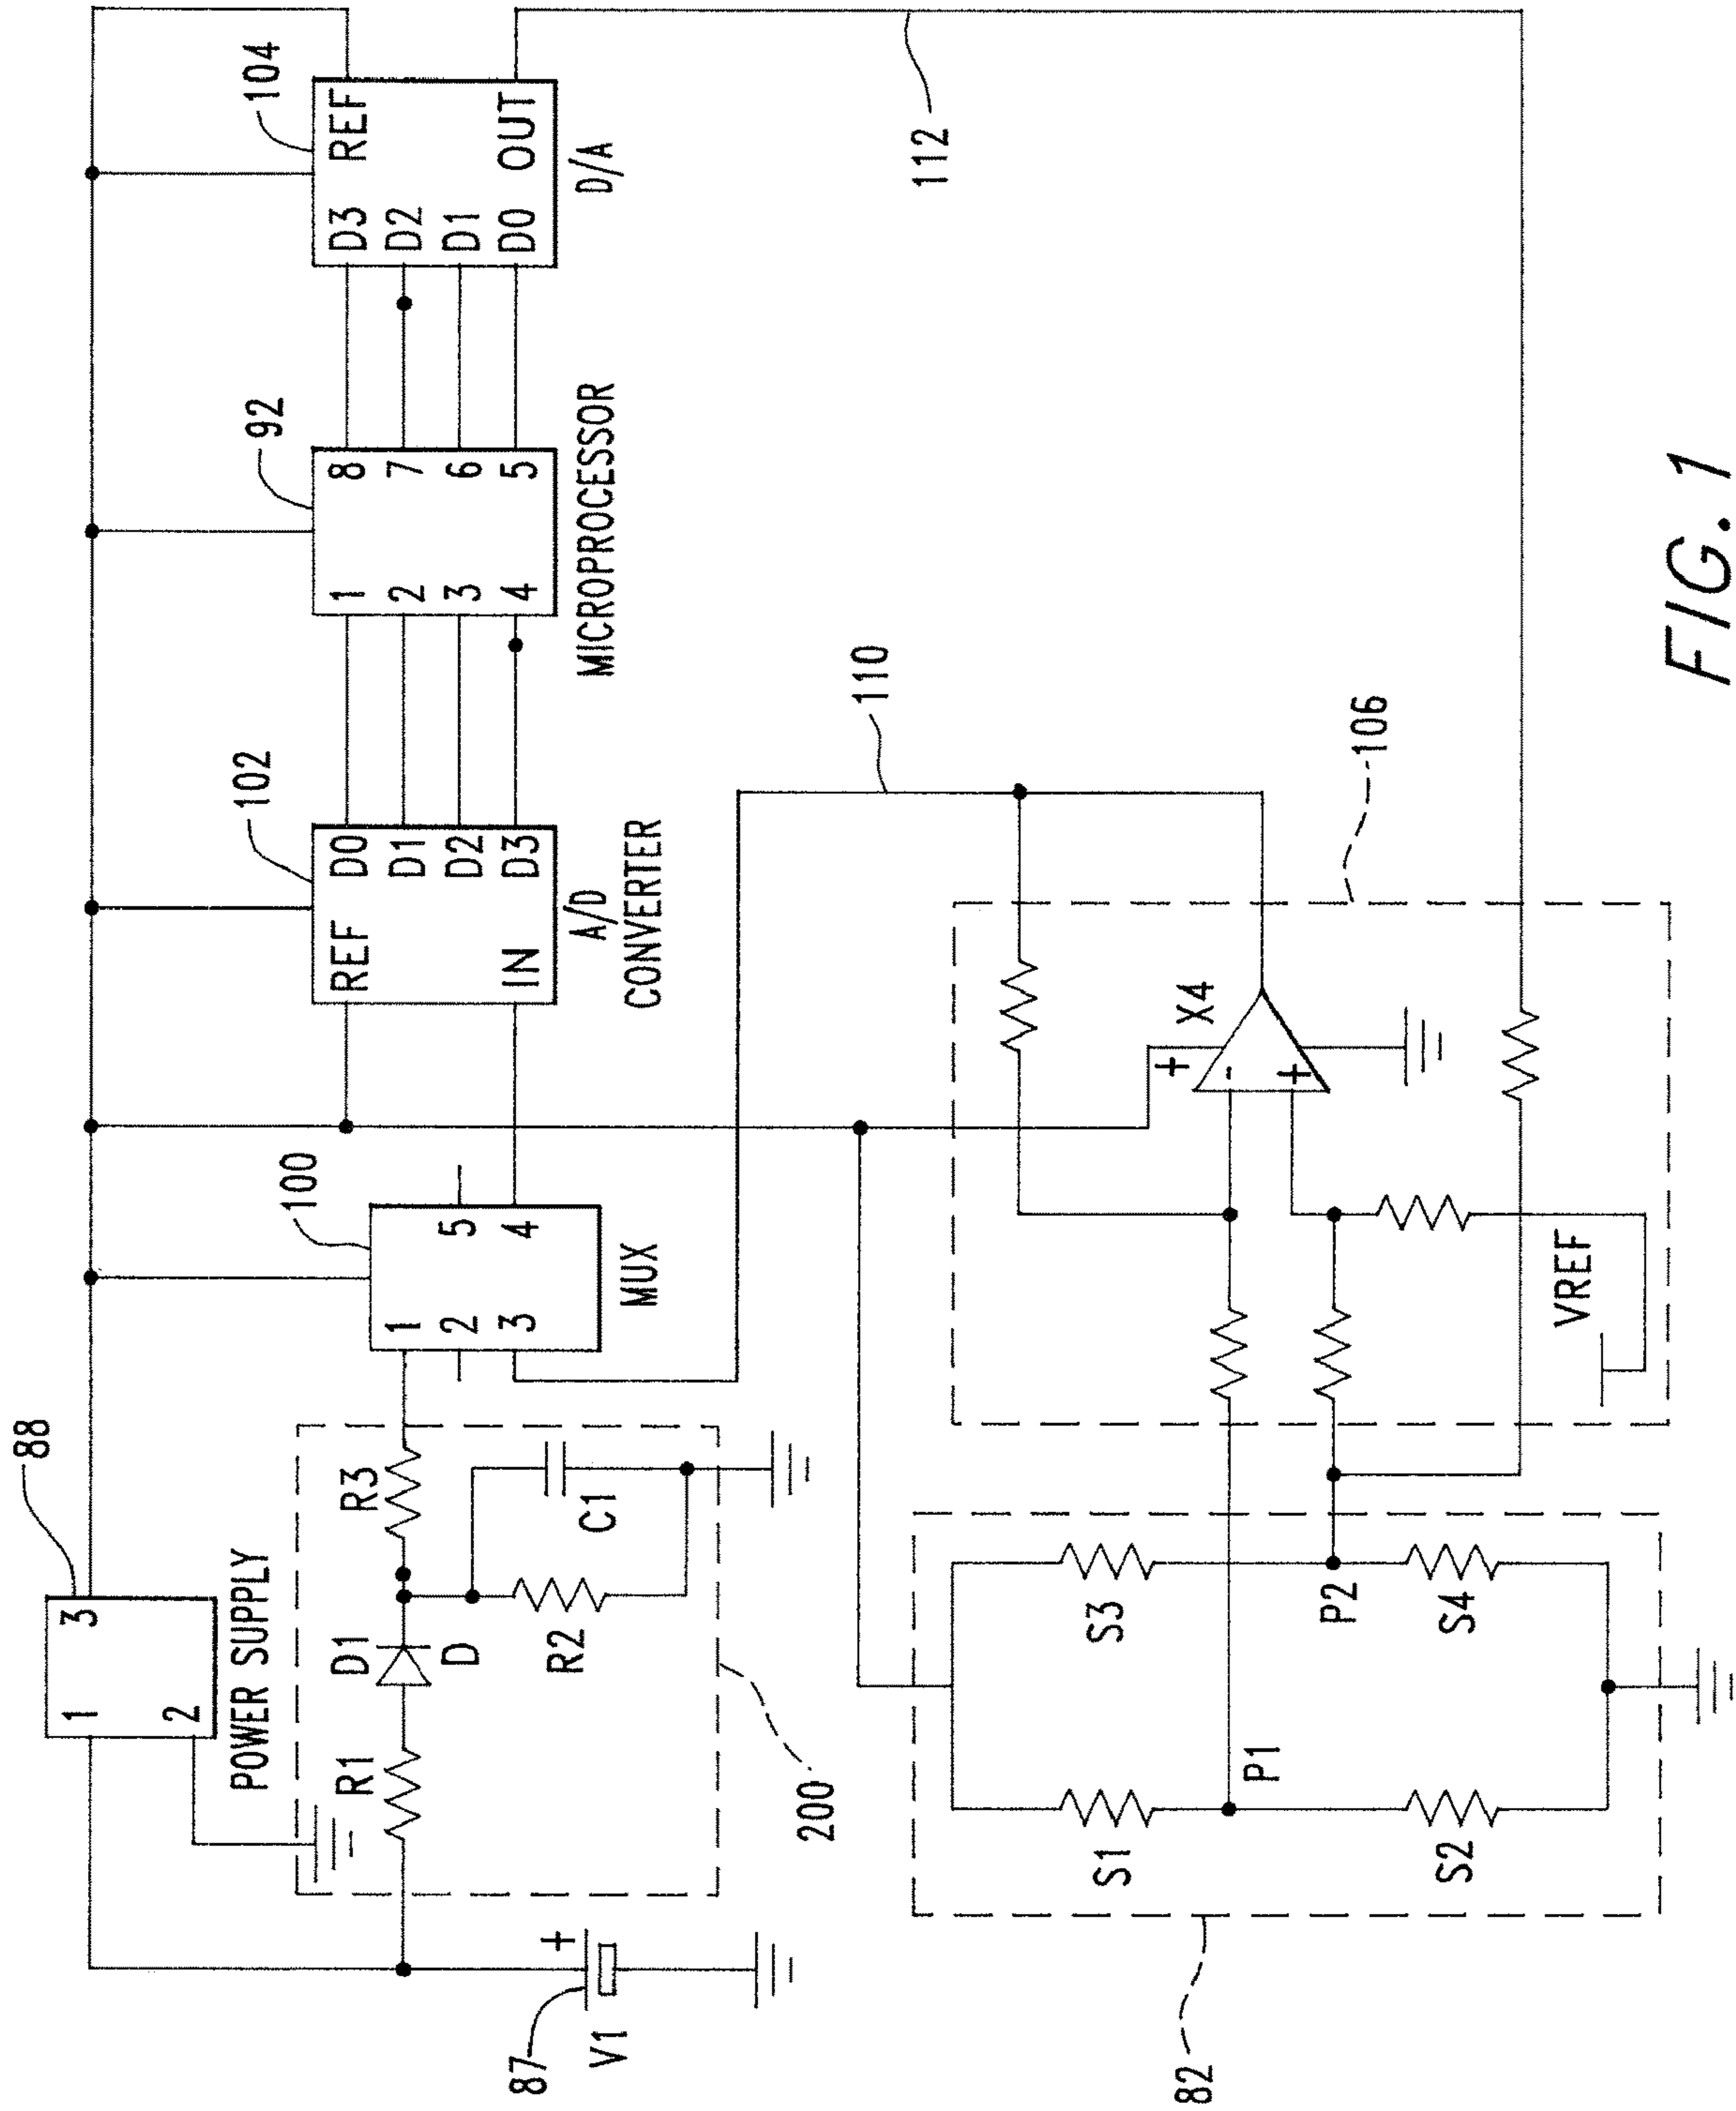 88
3
1
2
POWER SUPPLY
104
D3 REF
D2
D1
D0 OUT
D/A
92
1 8
2 7
3 6
4 5
MICROPROCESSOR
102
REF D0
D1
D2
IN D3
A/D
CONVERTER
100
1
2 5
3 4
MUX
R1
D1
D
R3
R2
C1
200
87
+
V1
110
112
106
X4
+
-
+
VREF
S1
S3
P1
P2
S2
S4
82
FIG. 1